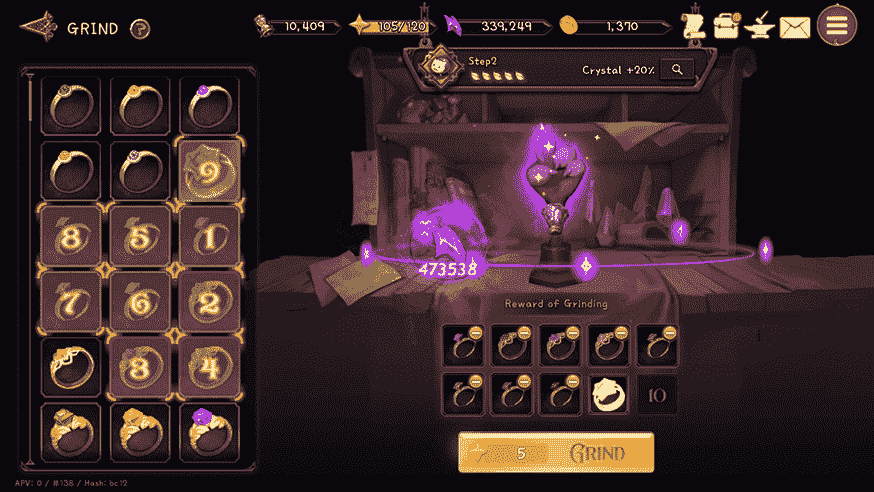 GRIND ?
10,409
105/120
339,249
1,370
Step2
Crystal +20%
9
8 5 1
7 6 2
3 4
473538
Reward of Grinding
10
5 GRIND
APV: 0 / #138 / Hash: bc12